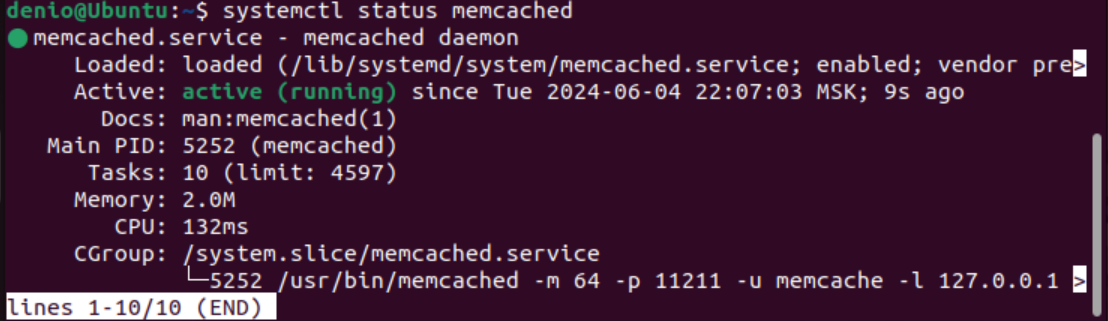 denio@Ubuntu:~$ systemctl status memcached
● memcached.service - memcached daemon
Loaded: loaded (/lib/systemd/system/memcached.service; enabled; vendor pre>
Active: active (running) since Tue 2024-06-04 22:07:03 MSK; 9s ago
Docs: man:memcached(1)
Main PID: 5252 (memcached)
Tasks: 10 (limit: 4597)
Memory: 2.0M
CPU: 132ms
CGroup: /system.slice/memcached.service
└─5252 /usr/bin/memcached -m 64 -p 11211 -u memcache -l 127.0.0.1 >
lines 1-10/10 (END)